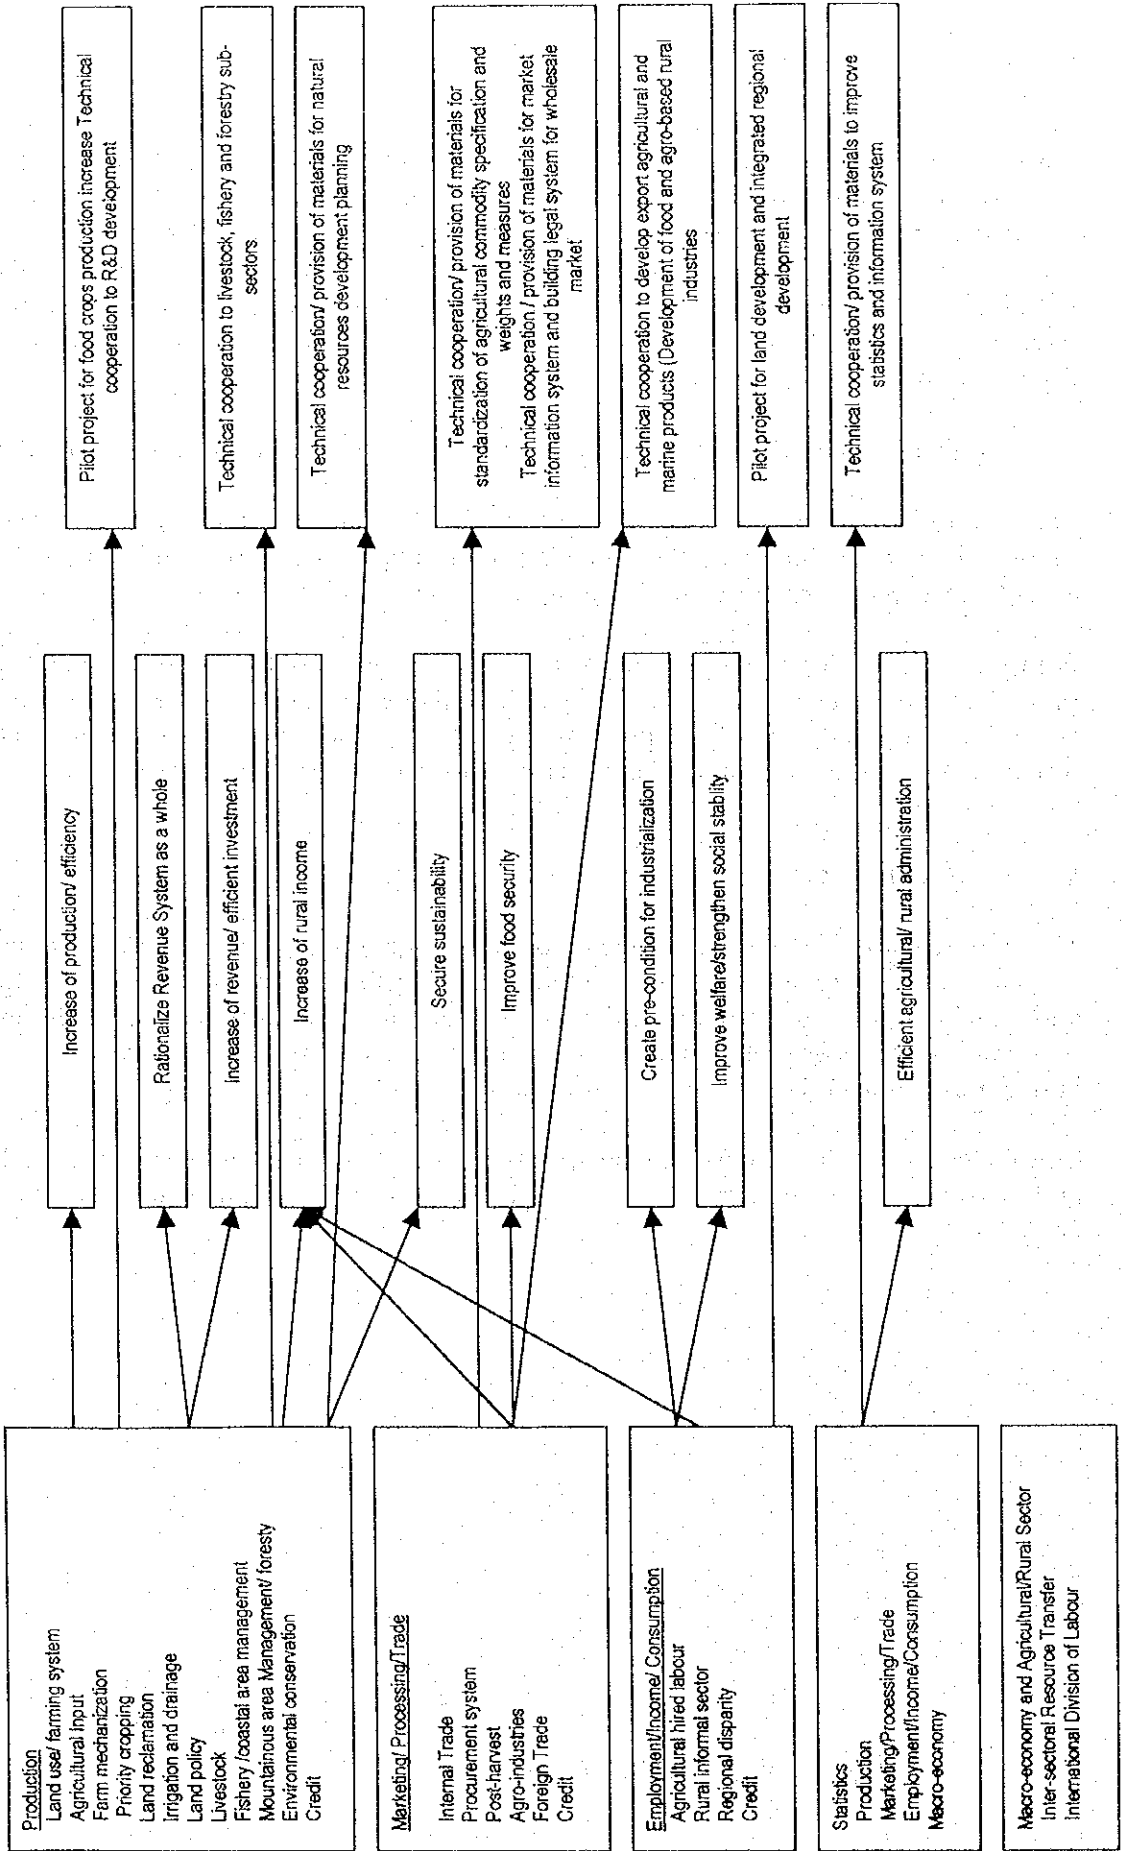 Production
Land use/ farming system
Agricultural Input
Farm mechanization
Priority cropping
Land reclamation
Irrigation and drainage
Land policy
Livestock
Fishery /coastal area management
Mountainous area Management/ foresty
Environmental conservation
Credit
Marketing/ Processing/Trade
Internal Trade
Procurement system
Post-harvest
Agro-industries
Foreign Trade
Credit
Employment/Income/ Consumption
Agricultural hired labour
Rural informal sector
Regional disparity
Credit
Statistics
Production
Marketing/Processing/Trade
Employment/Income/Consumption
Macro-economy
Macro-economy and Agricultural/Rural Sector
Inter-sectoral Resource Transfer
International Division of Labour
Increase of production/ efficiency
Rationalize Revenue System as a whole
Increase of revenue/ efficient investment
Increase of rural income
Secure sustainability
Improve food security
Create pre-condition for industrialization
Improve welfare/strengthen social stablity
Efficient agricultural/ rural administration
Pilot project for food crops production increase Technical
cooperation to R&D development
Technical cooperation to livestock, fishery and forestry sub-
sectors.
Technical cooperation/ provision of materials for natural
resources development planning
Technical cooperation/ provision of materials for
standardization of agricultural commodity specification and
weights and measures
Technical cooperation / provision of materials for market
information system and building legal system for wholesale
market
Technical cooperation to develop export agricultural and
marine products (Development of food and agro-based rural
industries
Pilot project for land development and integrated regional
development
Technical cooperation/ provision of materials to improve
statistics and information system